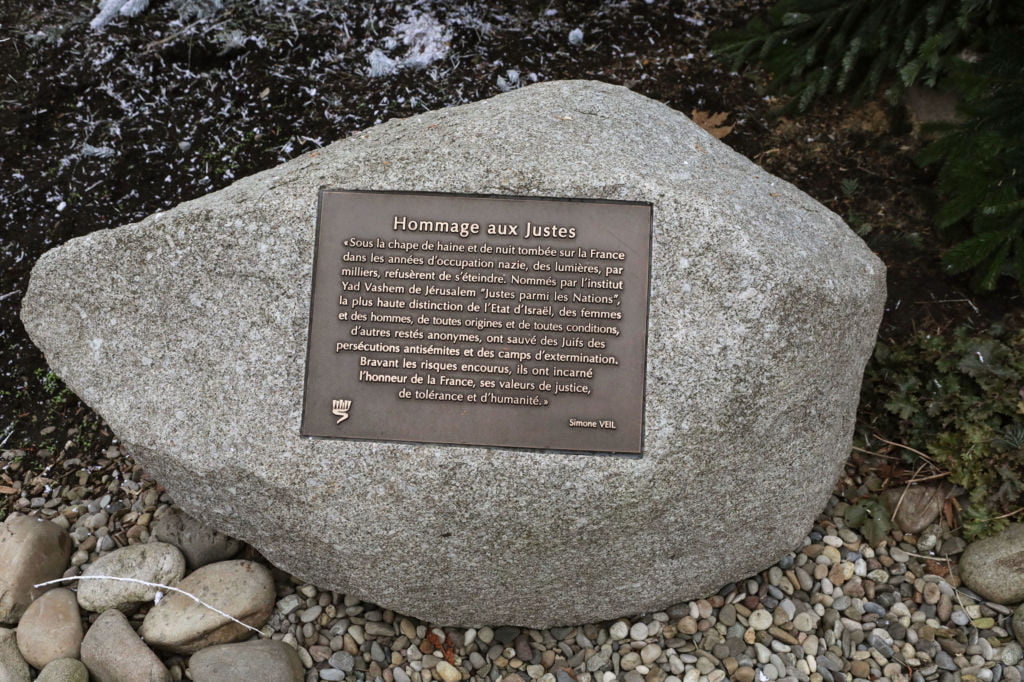 Hommage aux Justes
«Sous la chape de haine et de nuit tombée sur la France
dans les années d'occupation nazie, des lumières, par
milliers, refusèrent de s'éteindre. Nommés par l'institut
Yad Vashem de Jérusalem "Justes parmi les Nations",
la plus haute distinction de l'Etat d'Israël, des femmes
et des hommes, de toutes origines et de toutes conditions,
d'autres restés anonymes, ont sauvé des Juifs des
persécutions antisémites et des camps d'extermination.
Bravant les risques encourus, ils ont incarné
l'honneur de la France, ses valeurs de justice,
de tolérance et d'humanité.»
Simone VEIL